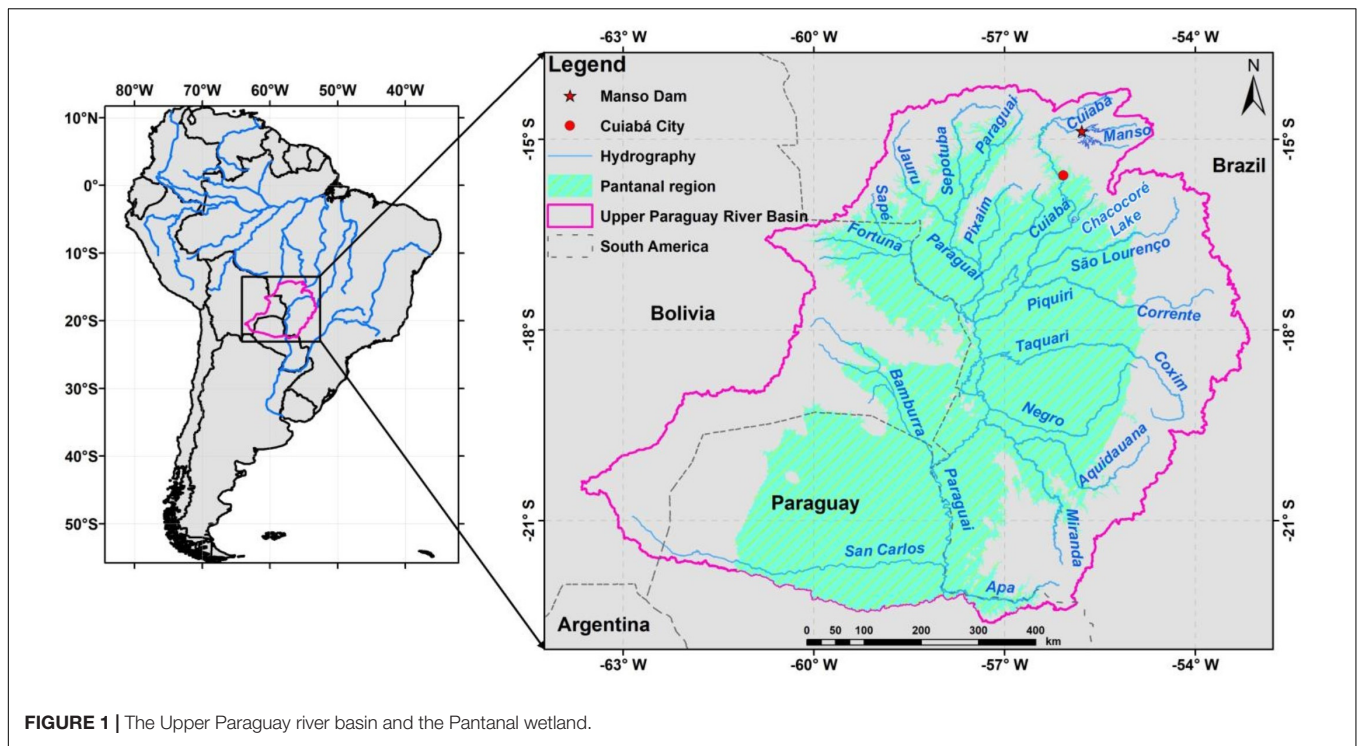 80°W 70°W 60°W 50°W 40°W
10°N
0°
10°S
20°S
30°S
40°S
50°S
-63° W -60° W -57° W -54° W
-15°S
-18°S
-21°S
-15°S
-18°S
-21°S
-63° W -60° W -57° W -54° W
Legend
Manso Dam
Cuiabá City
Hydrography
Pantanal region
Upper Paraguay River Basin
South America
N
Brazil
Bolivia
Paraguay
Argentina
Cuiabá
Manso
Paraguai
Sedotuba
Jauru
Sapé
Fortuna
Pixaim
Paraguai
Cuiabá
Chacocoré
Lake
São Lourenço
Piquiri
Corrente
Taquari
Coxim
Bamburra
Negro
Aquidauana
Paraguai
Miranda
San Carlos
Apa
0 50 100 200 300 400
km
FIGURE 1 | The Upper Paraguay river basin and the Pantanal wetland.